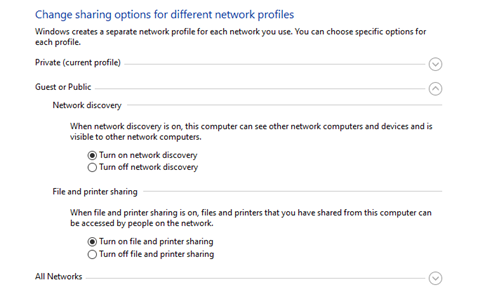 Change sharing options for different network profiles
Windows creates a separate network profile for each network you use. You can choose specific options for
each profile.
Private (current profile)
Guest or Public
Network discovery
When network discovery is on, this computer can see other network computers and devices and is
visible to other network computers.
Turn on network discovery
Turn off network discovery
File and printer sharing
When file and printer sharing is on, files and printers that you have shared from this computer can
be accessed by people on the network.
Turn on file and printer sharing
Turn off file and printer sharing
All Networks